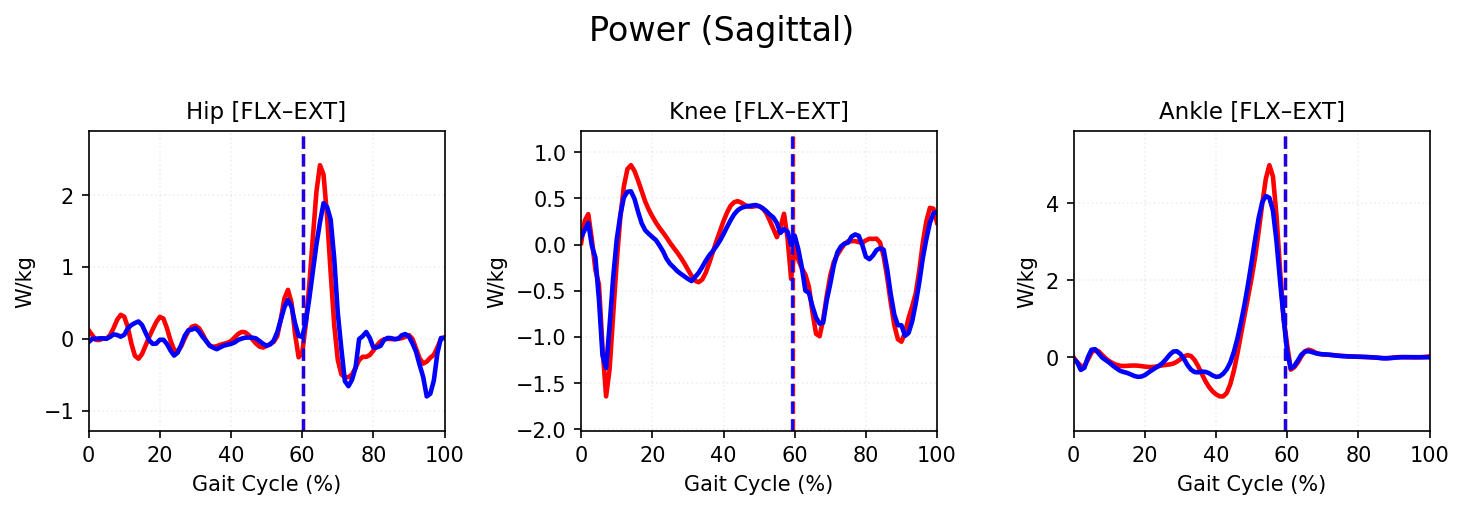 Power (Sagittal)
Hip [FLX–EXT]
Knee [FLX–EXT]
Ankle [FLX–EXT]
W/kg
2
1
0
−1
0 20 40 60 80 100
Gait Cycle (%)
W/kg
1.0
0.5
0.0
−0.5
−1.0
−1.5
−2.0
0 20 40 60 80 100
Gait Cycle (%)
W/kg
4
2
0
0 20 40 60 80 100
Gait Cycle (%)